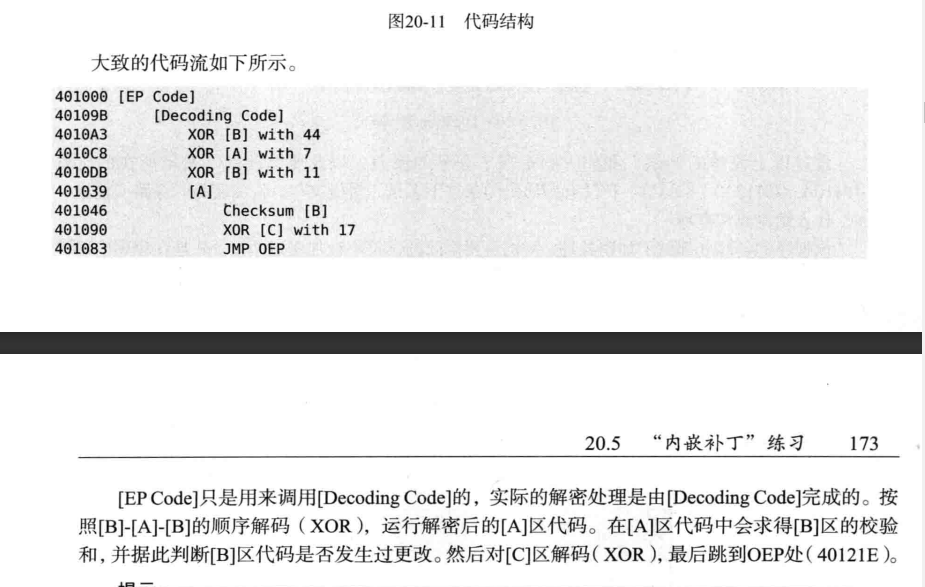 图20-11 代码结构
大致的代码流如下所示。
401000 [EP Code]
40109B [Decoding Code]
4010A3 XOR [B] with 44
4010C8 XOR [A] with 7
4010DB XOR [B] with 11
401039 [A]
401046 Checksum [B]
401090 XOR [C] with 17
401083 JMP OEP
20.5 “内嵌补丁”练习 173
[EP Code]只是用来调用[Decoding Code]的，实际的解密处理是由[Decoding Code]完成的。按
照[B]-[A]-[B]的顺序解码（XOR），运行解密后的[A]区代码。在[A]区代码中会求得[B]区的校验
和，并据此判断[B]区代码是否发生过更改。然后对[C]区解码（XOR），最后跳到OEP处（40121E）。